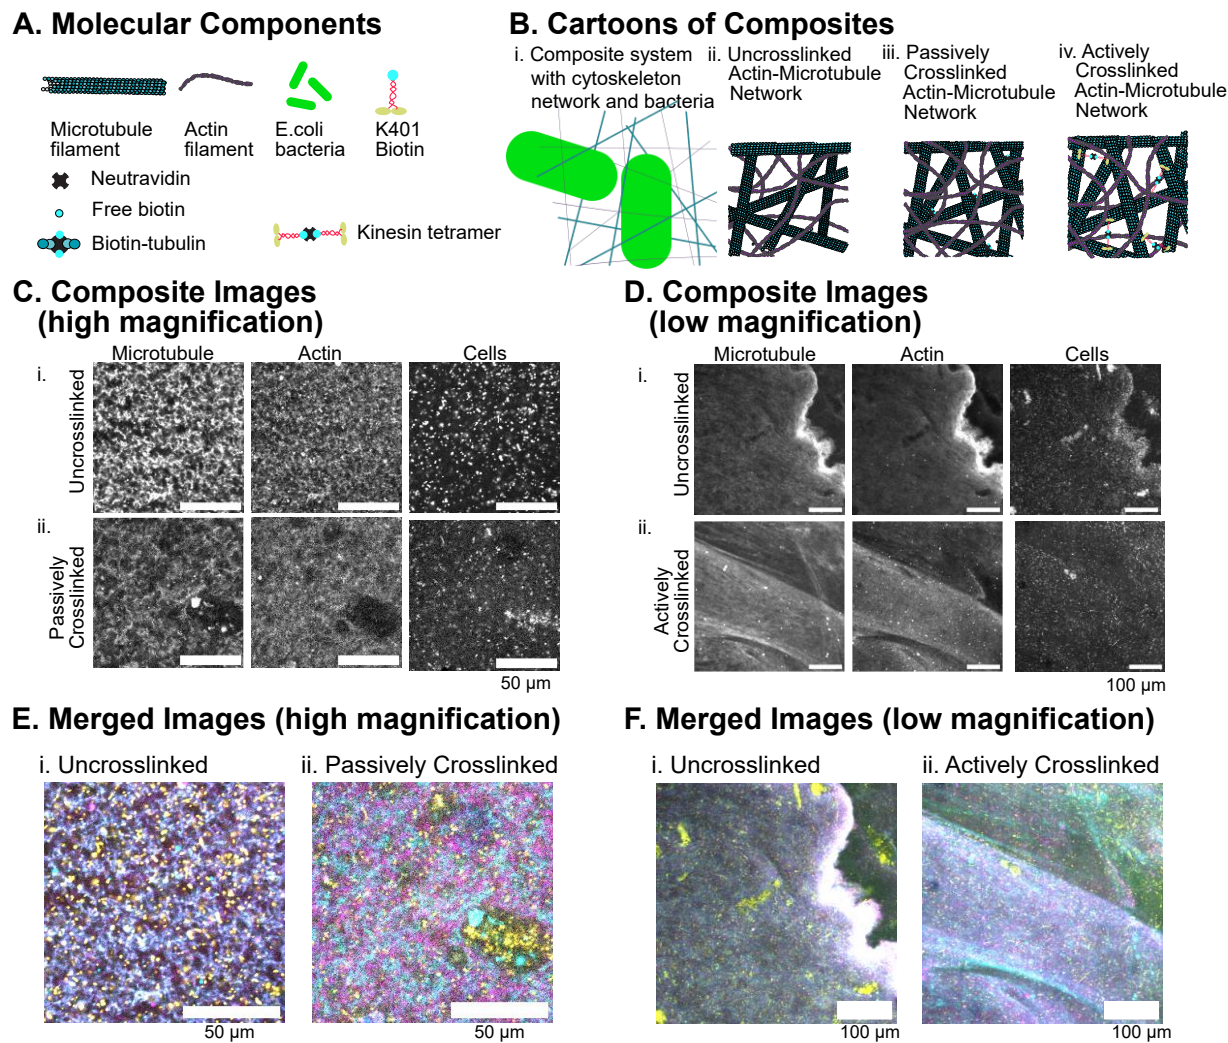 A. Molecular Components
Microtubule
filament
Actin
filament
E.coli
bacteria
K401
Biotin
Neutravidin
Free biotin
Biotin-tubulin
Kinesin tetramer
B. Cartoons of Composites
i. Composite system
with cytoskeleton
network and bacteria
ii. Uncrosslinked
Actin-Microtubule
Network
iii. Passively
Crosslinked
Actin-Microtubule
Network
iv. Actively
Crosslinked
Actin-Microtubule
Network
C. Composite Images
(high magnification)
Microtubule
Actin
Cells
i.
Uncrosslinked
ii.
Passively
Crosslinked
50 µm
D. Composite Images
(low magnification)
Microtubule
Actin
Cells
i.
Uncrosslinked
ii.
Actively
Crosslinked
100 µm
E. Merged Images (high magnification)
i. Uncrosslinked
ii. Passively Crosslinked
50 µm
50 µm
F. Merged Images (low magnification)
i. Uncrosslinked
ii. Actively Crosslinked
100 µm
100 µm